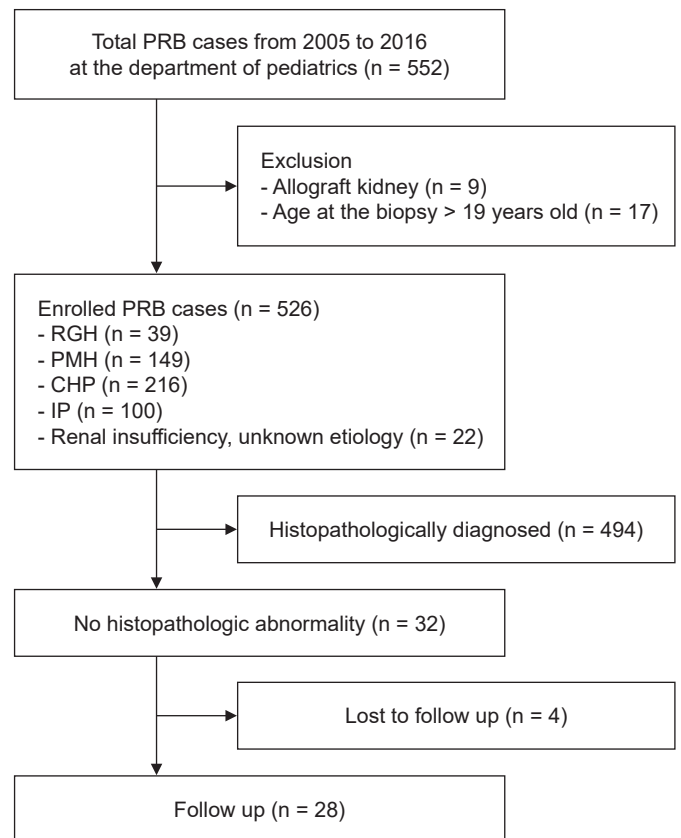 Total PRB cases from 2005 to 2016
at the department of pediatrics (n = 552)
Exclusion
- Allograft kidney (n = 9)
- Age at the biopsy > 19 years old (n = 17)
Enrolled PRB cases (n = 526)
- RGH (n = 39)
- PMH (n = 149)
- CHP (n = 216)
- IP (n = 100)
- Renal insufficiency, unknown etiology (n = 22)
Histopathologically diagnosed (n = 494)
No histopathologic abnormality (n = 32)
Lost to follow up (n = 4)
Follow up (n = 28)